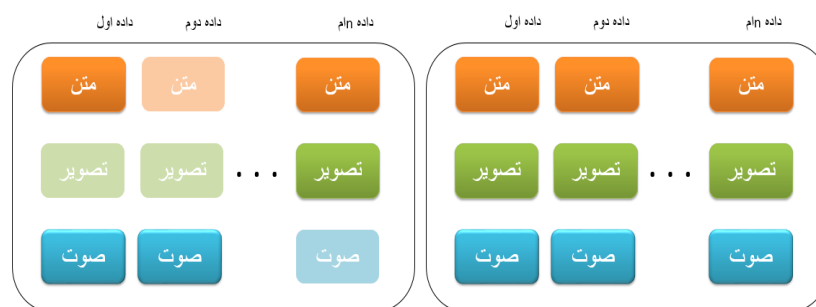 داده اول داده دوم داده nام داده اول داده دوم داده nام
متن متن متن متن متن متن
تصویر تصویر . . . تصویر تصویر تصویر . . . تصویر
صوت صوت صوت صوت صوت صوت